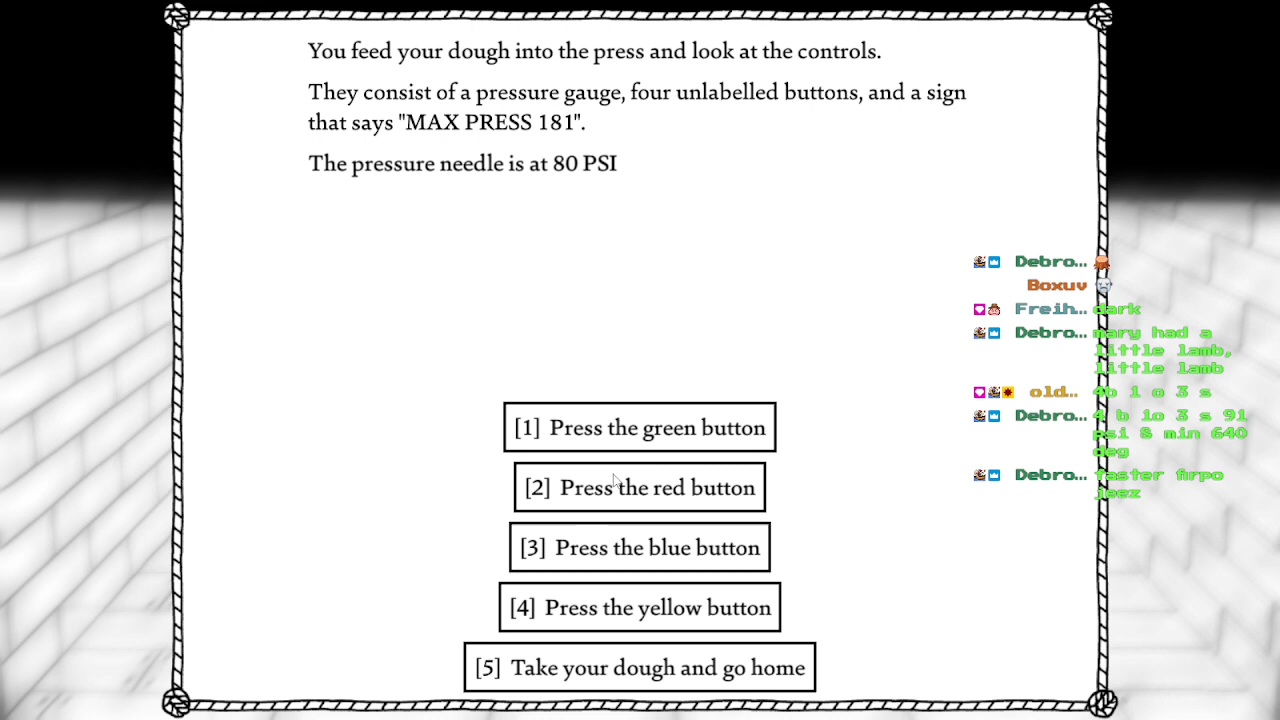 You feed your dough into the press and look at the controls.
They consist of a pressure gauge, four unlabelled buttons, and a sign
that says "MAX PRESS 181".
The pressure needle is at 80 PSI
[1] Press the green button
[2] Press the red button
[3] Press the blue button
[4] Press the yellow button
[5] Take your dough and go home
Debro...
Boxuv
Freih... dark
Debro... mary had a
little lamb,
little lamb
old... 4b 1 o 3 s
Debro... 4 b 1o 3 s 91
psi 8 min 640
deg
Debro... faster firpo
jeez